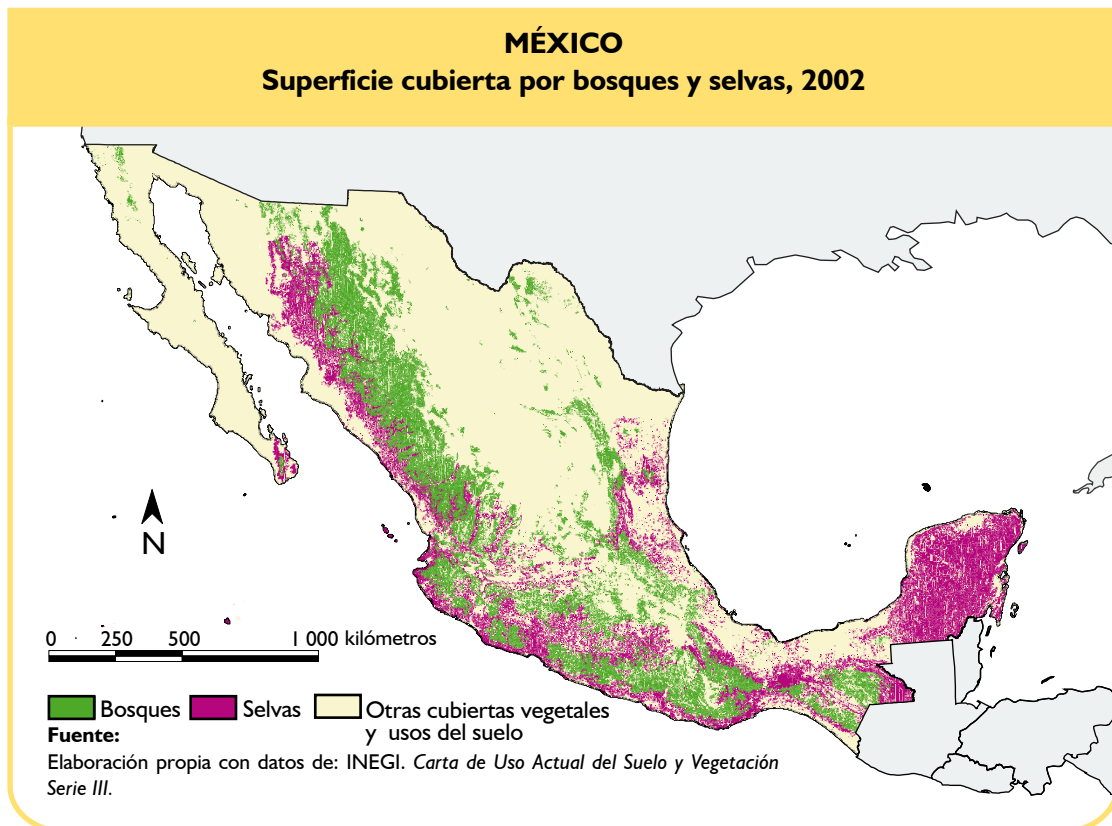 MÉXICO
Superficie cubierta por bosques y selvas, 2002
N
0 250 500 1 000 kilómetros
Bosques Selvas Otras cubiertas vegetales
y usos del suelo
Fuente:
Elaboración propia con datos de: INEGI. Carta de Uso Actual del Suelo y Vegetación
Serie III.